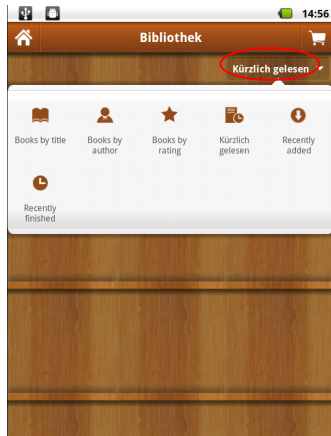 14:56
Bibliothek
Kürzlich gelesen
Books by title
Books by
author
Books by
rating
Kürzlich
gelesen
Recently
added
Recently
finished